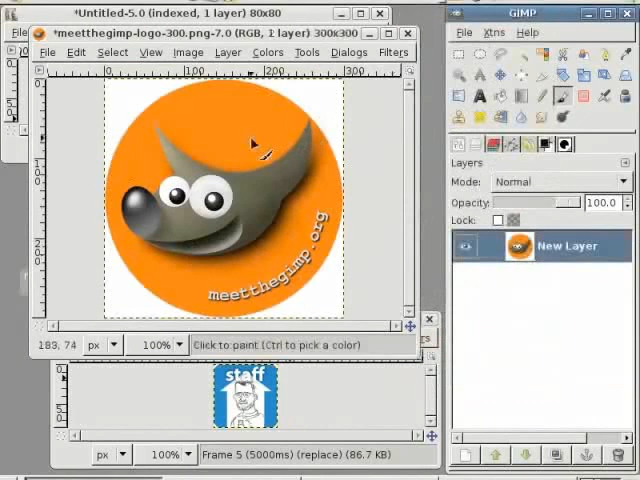 *Untitled-5.0 (indexed, 1 layer) 80x80
GIMP
*meetthegimp-logo-300.png-7.0 (RGB, 1 layer) 300x300
File Xtns Help
File Edit Select View Image Layer Colors Tools Dialogs Filters
0 100 200 300
Layers
Mode: Normal
Opacity: 100.0
Lock:
New Layer
meetthegimp.org
183, 74 px 100% Click to paint (Ctrl to pick a color)
staff
px 100% Frame 5 (5000ms) (replace) (86.7 KB)